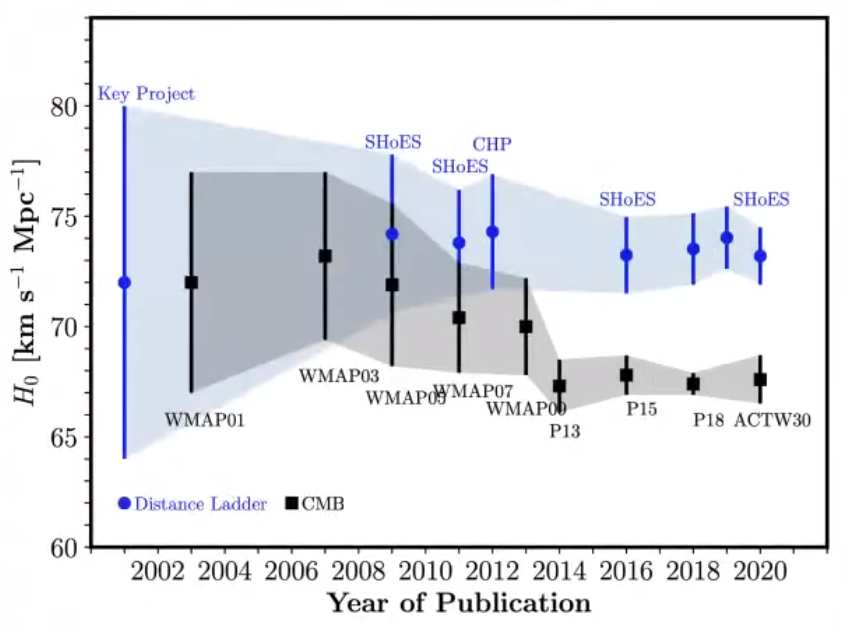 Key Project
80
SHoES
CHP
SHoES
SHoES
SHoES
75
H₀ [km s⁻¹ Mpc⁻¹]
70
WMAP03
WMAP05
WMAP07
WMAP09
WMAP01
P13
P15
P18
ACTW30
65
Distance Ladder
CMB
60
2002 2004 2006 2008 2010 2012 2014 2016 2018 2020
Year of Publication